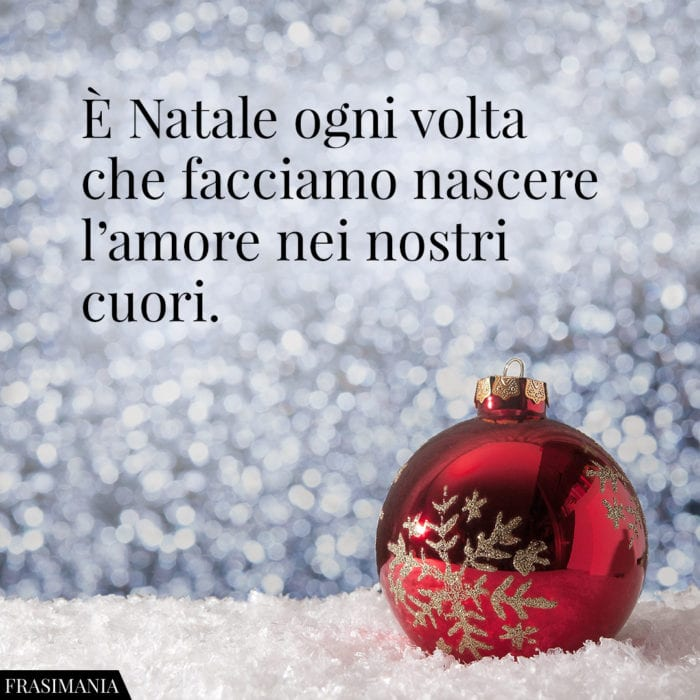 È Natale ogni volta
che facciamo nascere
l’amore nei nostri
cuori.
FRASIMANIA